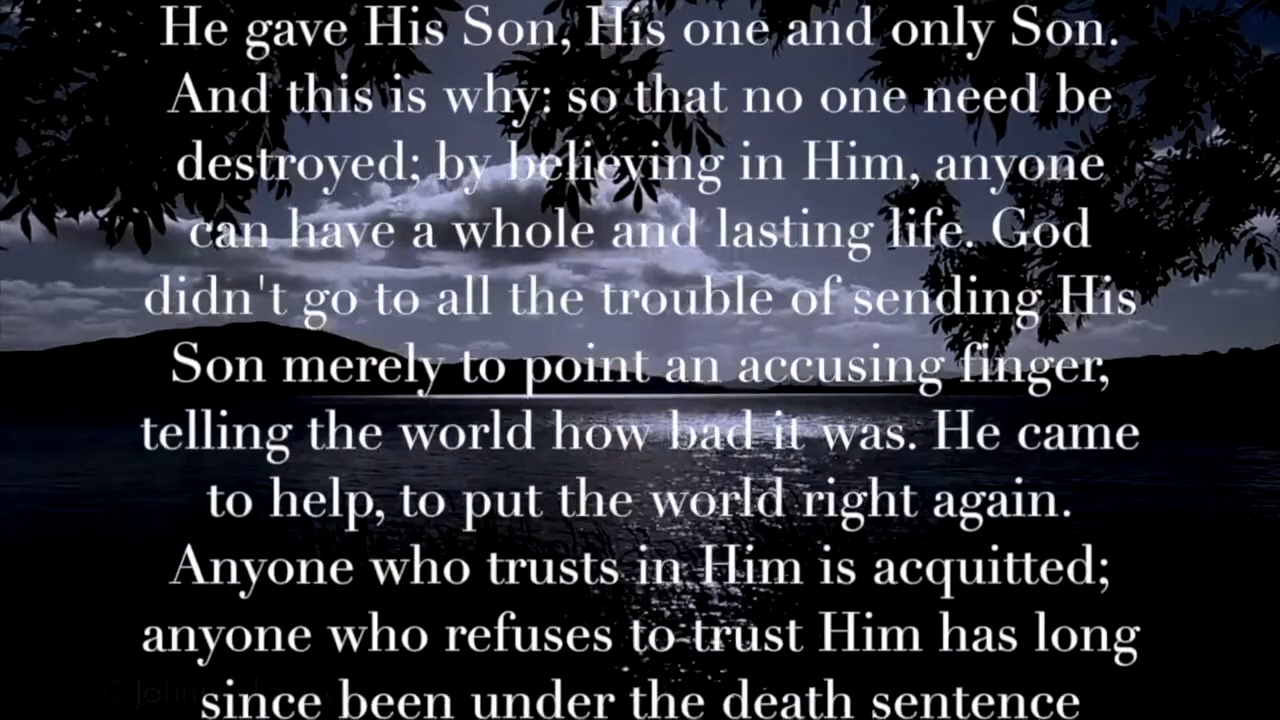 He gave His Son, His one and only Son.
And this is why: so that no one need be
destroyed; by believing in Him, anyone
can have a whole and lasting life. God
didn't go to all the trouble of sending His
Son merely to point an accusing finger,
telling the world how bad it was. He came
to help, to put the world right again.
Anyone who trusts in Him is acquitted;
anyone who refuses to trust Him has long
since been under the death sentence